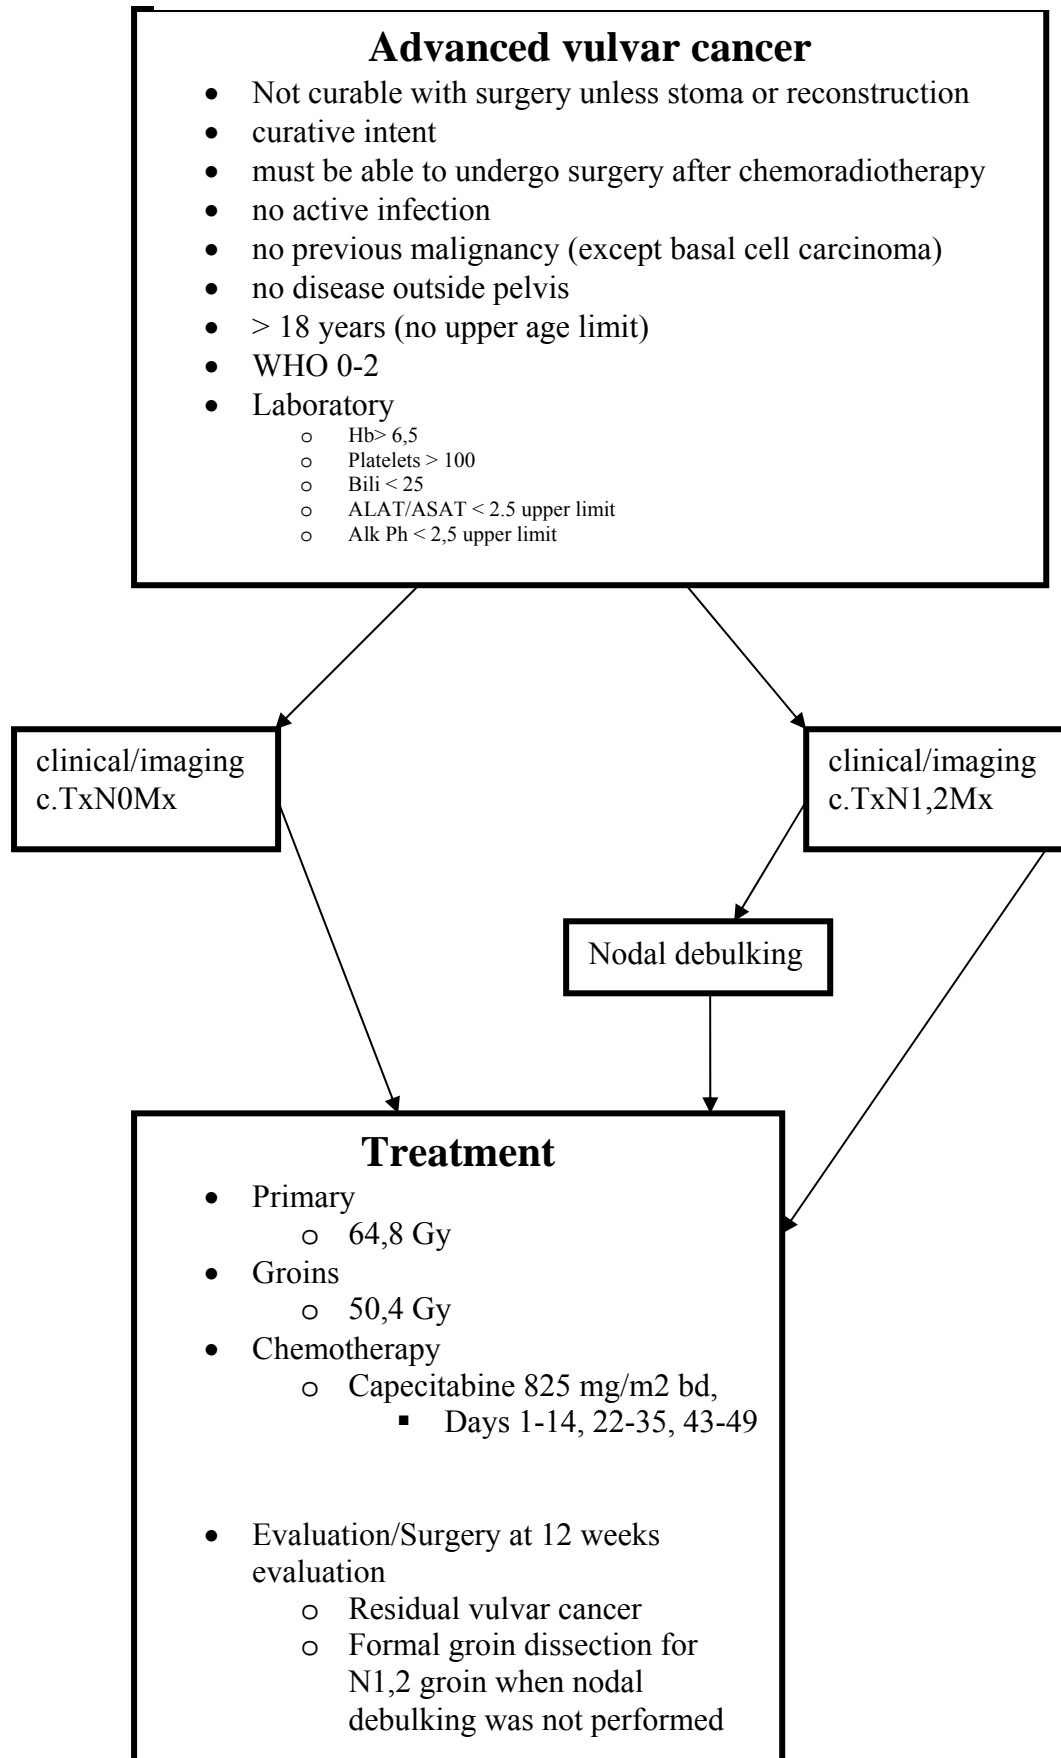 Advanced vulvar cancer
• Not curable with surgery unless stoma or reconstruction
• curative intent
• must be able to undergo surgery after chemoradiotherapy
• no active infection
• no previous malignancy (except basal cell carcinoma)
• no disease outside pelvis
• > 18 years (no upper age limit)
• WHO 0-2
• Laboratory
o Hb> 6,5
o Platelets > 100
o Bili < 25
o ALAT/ASAT < 2.5 upper limit
o Alk Ph < 2,5 upper limit
clinical/imaging
c.TxN0Mx
clinical/imaging
c.TxN1,2Mx
Nodal debulking
Treatment
• Primary
o 64,8 Gy
• Groins
o 50,4 Gy
• Chemotherapy
o Capecitabine 825 mg/m2 bd,
▪ Days 1-14, 22-35, 43-49
• Evaluation/Surgery at 12 weeks
evaluation
o Residual vulvar cancer
o Formal groin dissection for
N1,2 groin when nodal
debulking was not performed